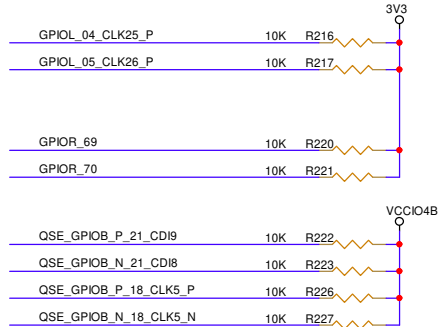 3V3
GPIOL_04_CLK25_P 10K R216
GPIOL_05_CLK26_P 10K R217
GPIOR_69 10K R220
GPIOR_70 10K R221
VCCIO4B
QSE_GPIOB_P_21_CDI9 10K R222
QSE_GPIOB_N_21_CDI8 10K R223
QSE_GPIOB_P_18_CLK5_P 10K R226
QSE_GPIOB_N_18_CLK5_N 10K R227